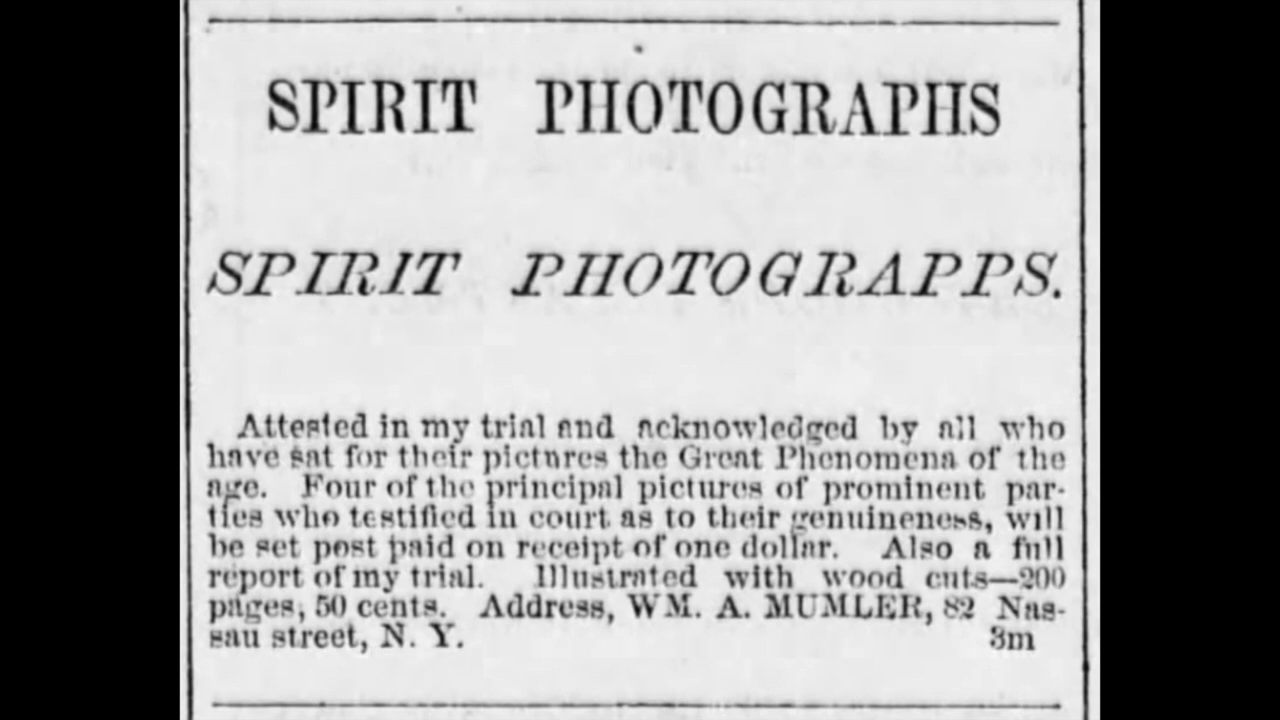 SPIRIT PHOTOGRAPHS
SPIRIT PHOTOGRAPPS.
Attested in my trial and acknowledged by all who
have sat for their pictures the Great Phenomena of the
age. Four of the principal pictures of prominent par-
ties who testified in court as to their genuineness, will
be set post paid on receipt of one dollar. Also a full
report of my trial. Illustrated with wood cuts—200
pages, 50 cents. Address, WM. A. MUMLER, 82 Nas-
sau street, N. Y. 3m